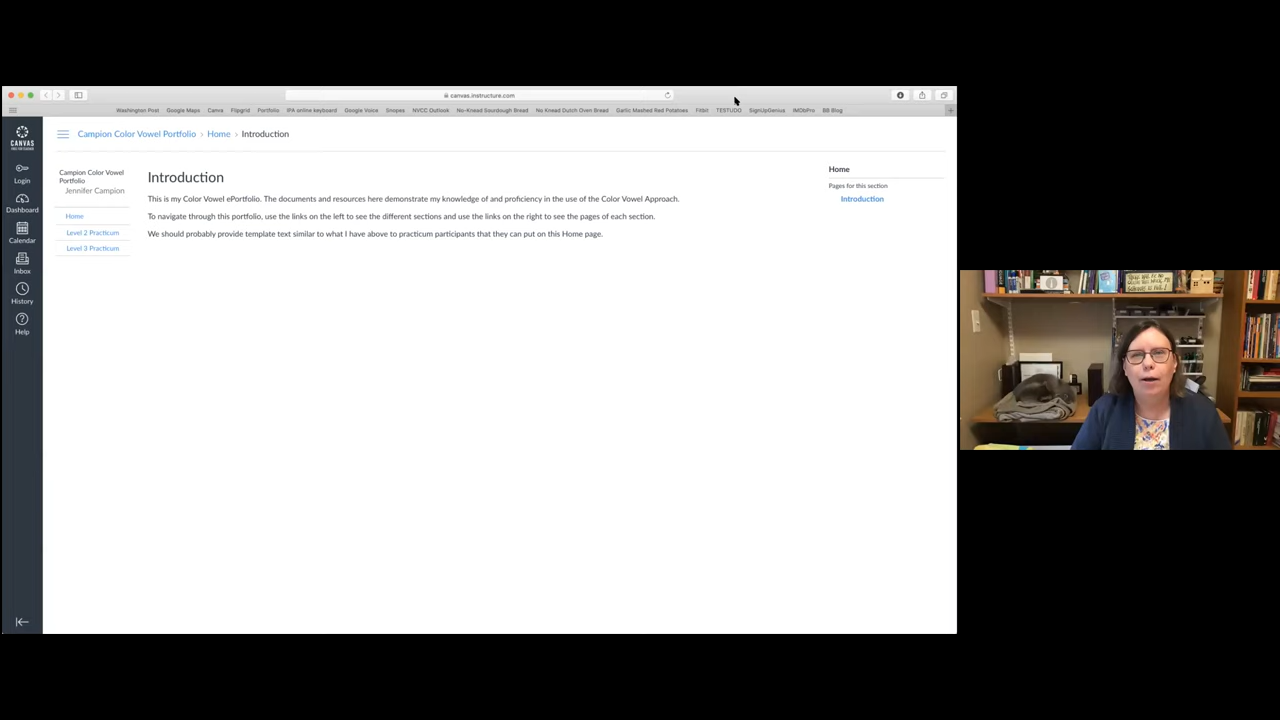 canvas.instructure.com
Washington Post Google Maps Canva Flipgrid Portfolio IPA online keyboard Google Voice Snopes NVCC Outlook No-Knead Sourdough Bread No Knead Dutch Oven Bread Garlic Mashed Red Potatoes Fitbit TESTUDO SignUpGenius IMDbPro BB Blog
CANVAS
Campion Color Vowel Portfolio › Home › Introduction
Login
Dashboard
Calendar
Inbox
History
Help
Campion Color Vowel
Portfolio
Jennifer Campion
Home
Level 2 Practicum
Level 3 Practicum
Introduction
This is my Color Vowel ePortfolio. The documents and resources here demonstrate my knowledge of and proficiency in the use of the Color Vowel Approach.
To navigate through this portfolio, use the links on the left to see the different sections and use the links on the right to see the pages of each section.
We should probably provide template text similar to what I have above to practicum participants that they can put on this Home page.
Home
Pages for this section
Introduction